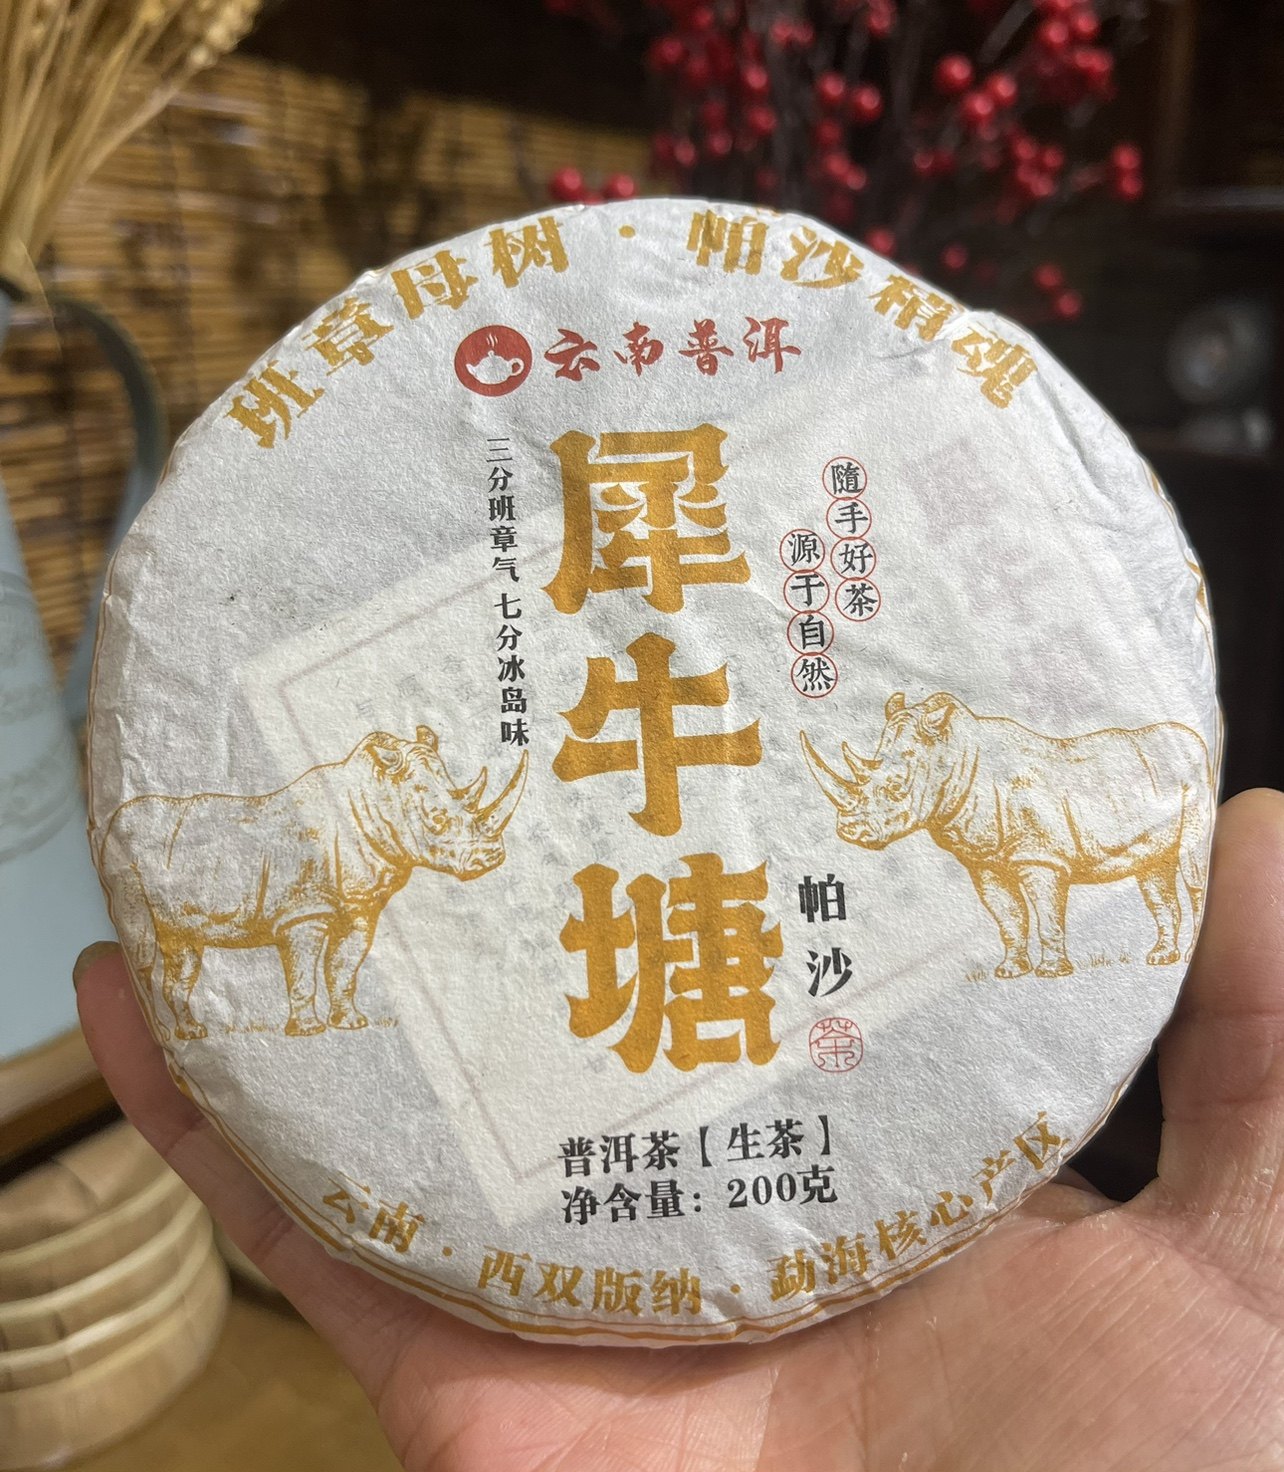 班章母树·帕沙精魂
云南普洱
三分班章气 七分冰岛味
犀牛塘
隨手好茶
源于自然
帕沙
茶
普洱茶【生茶】
净含量：200克
云南·西双版纳·勐海核心产区